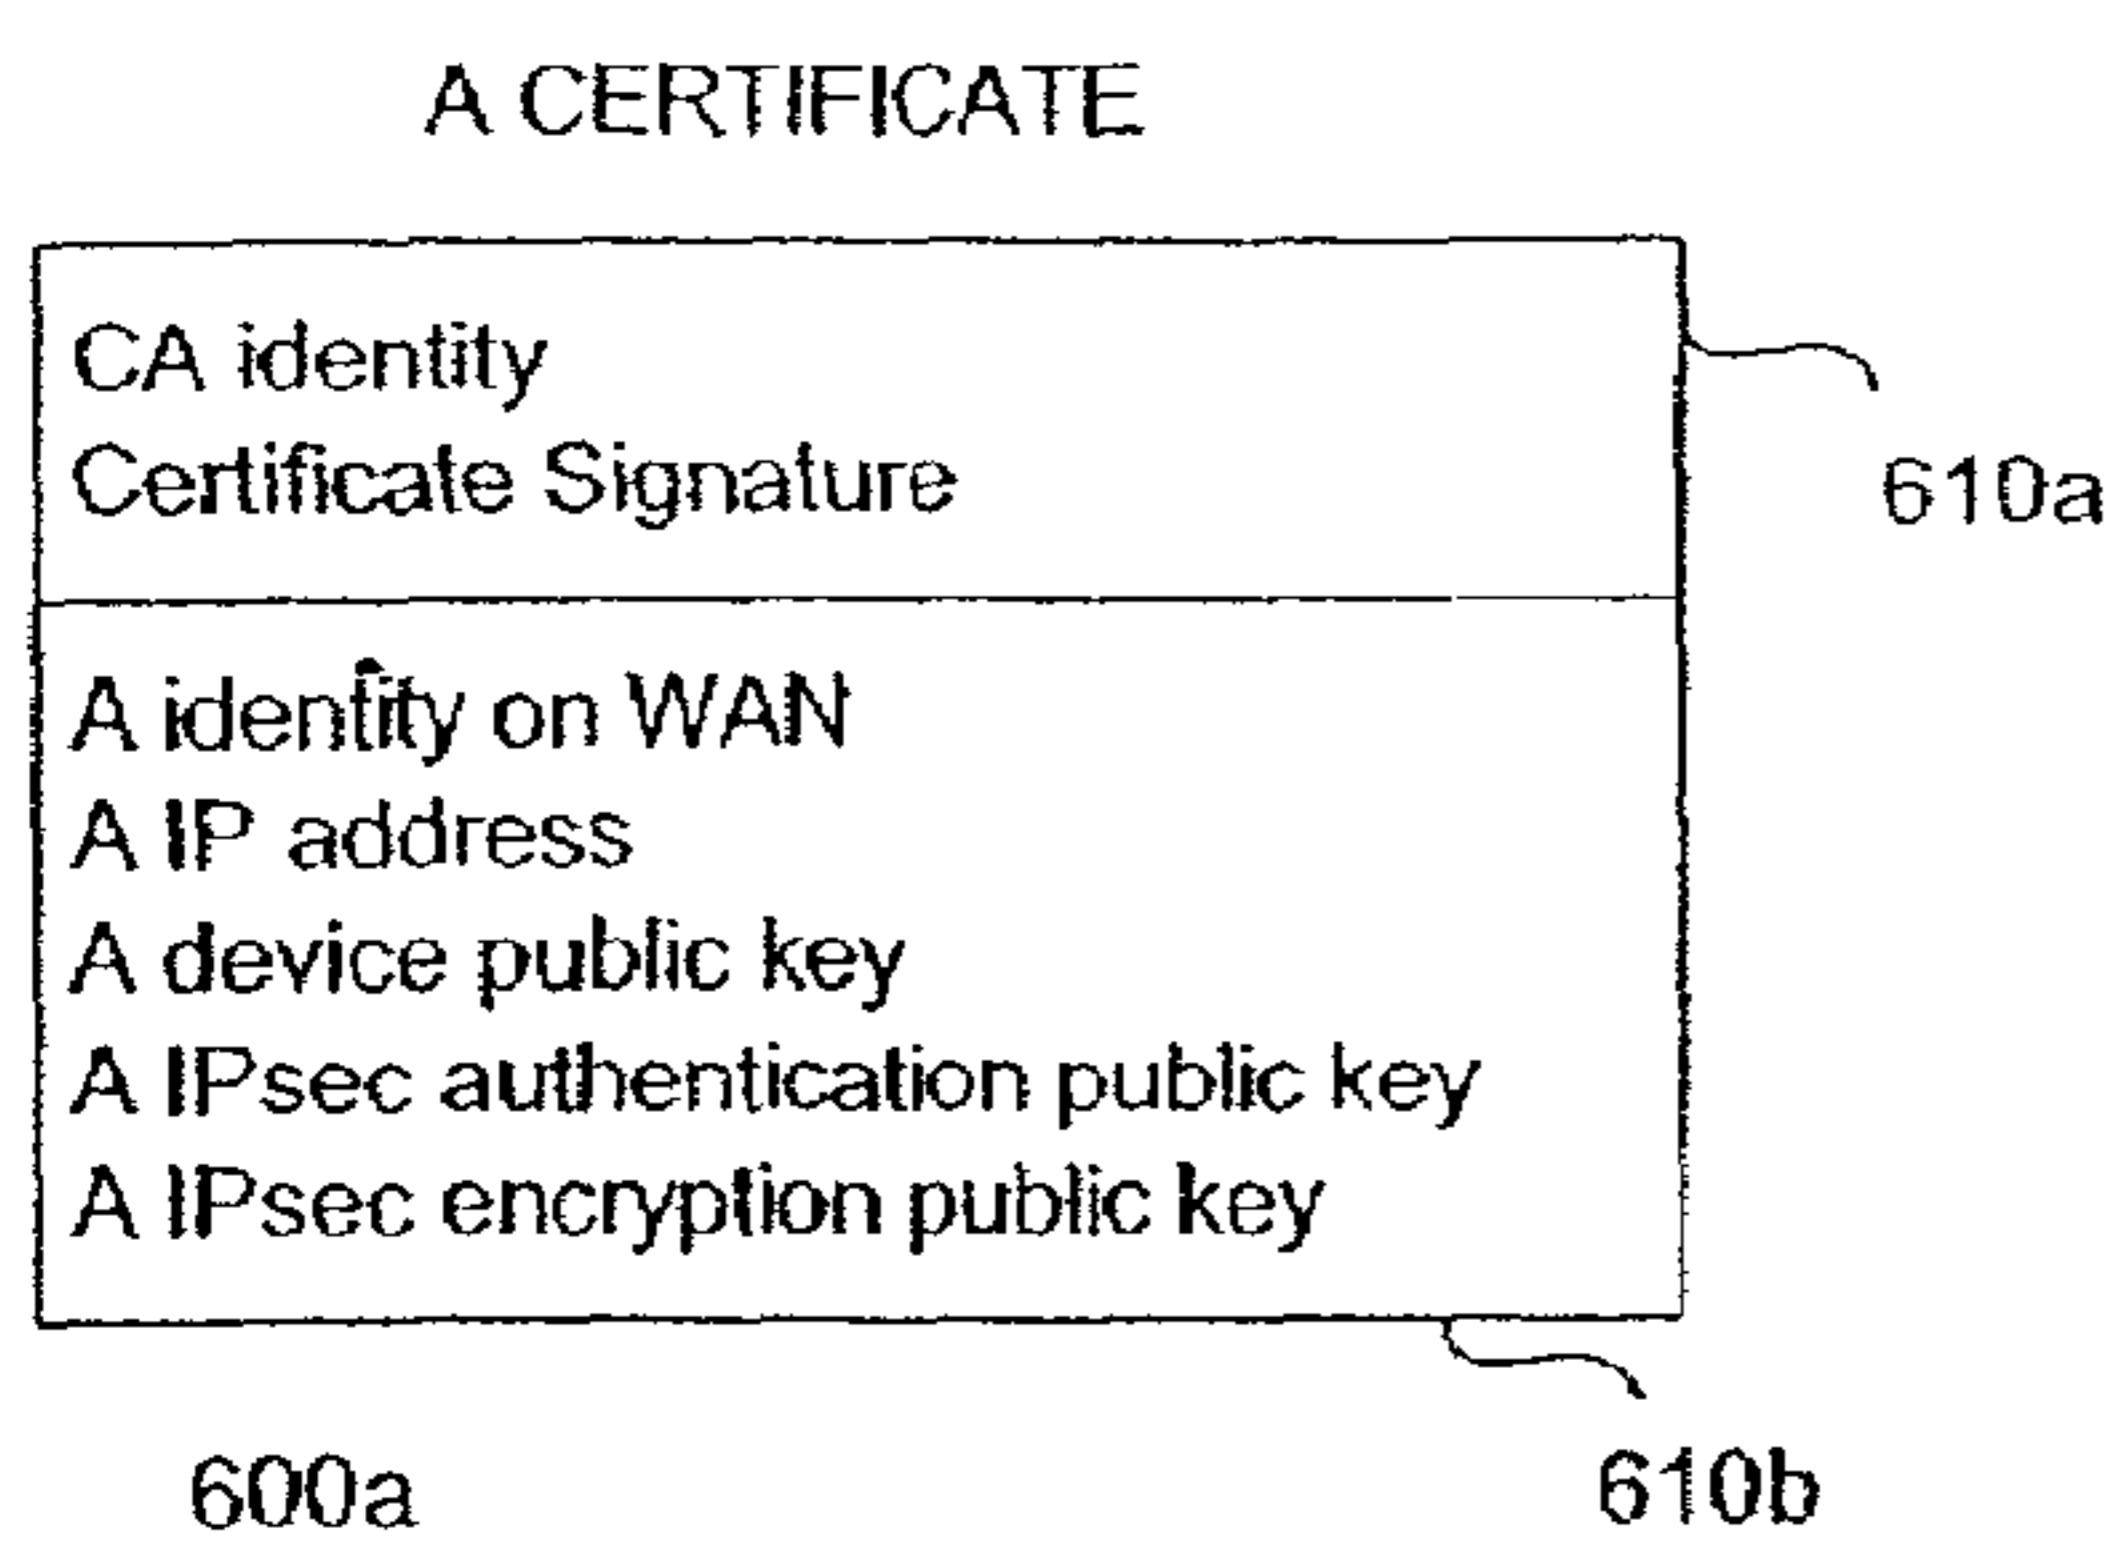 A CERTIFICATE
CA identity
Certificate Signature
610a
A identity on WAN
A IP address
A device public key
A IPsec authentication public key
A IPsec encryption public key
600a
610b